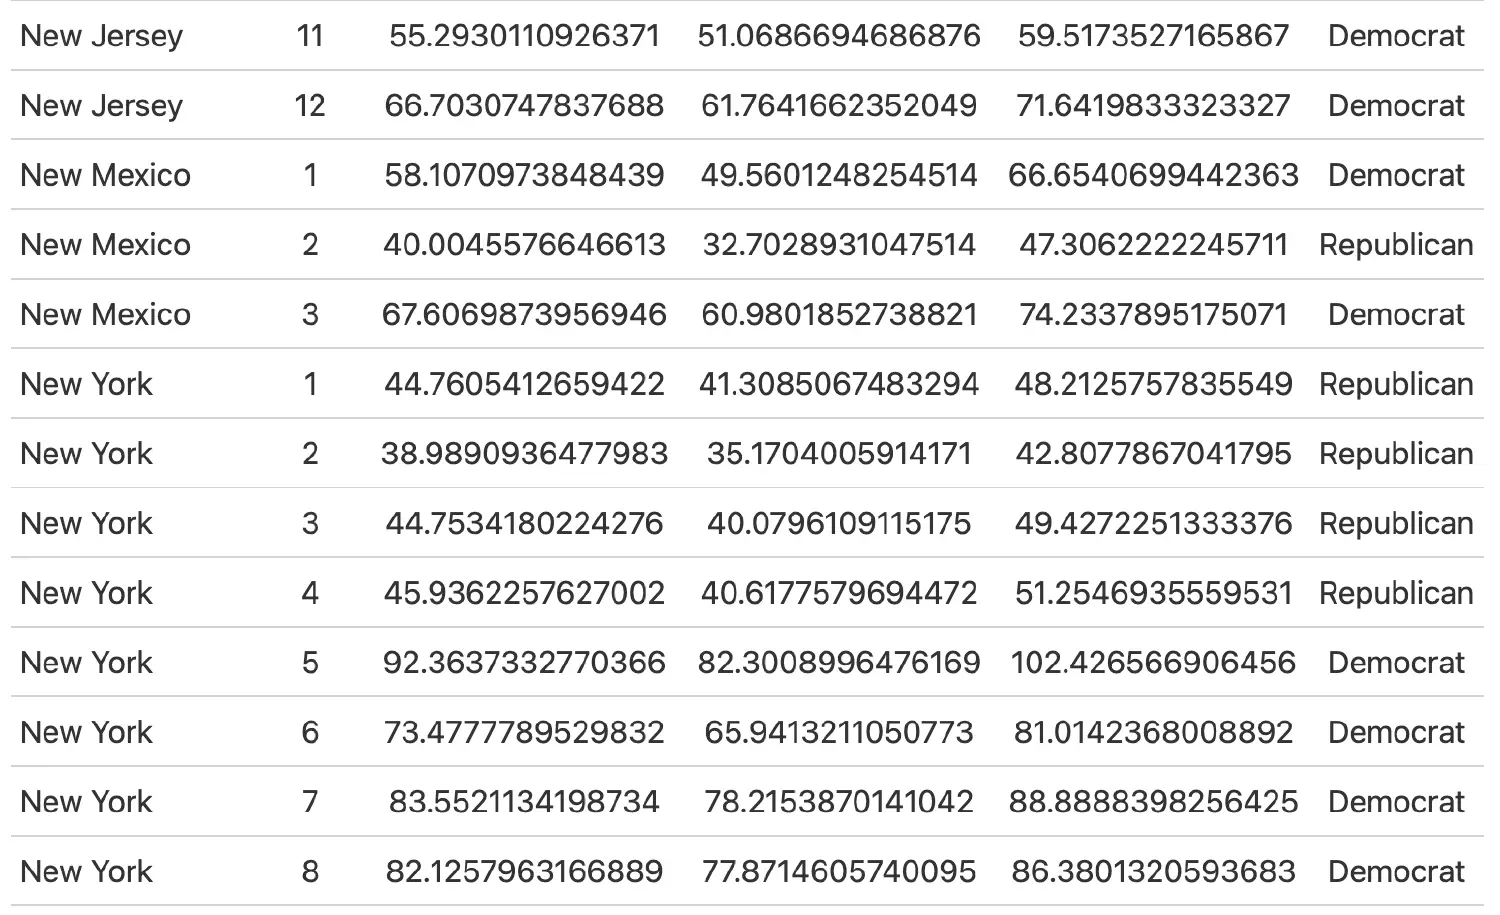 New Jersey 11 55.2930110926371 51.0686694686876 59.5173527165867 Democrat
New Jersey 12 66.7030747837688 61.7641662352049 71.6419833323327 Democrat
New Mexico 1 58.1070973848439 49.5601248254514 66.6540699442363 Democrat
New Mexico 2 40.0045576646613 32.7028931047514 47.3062222245711 Republican
New Mexico 3 67.6069873956946 60.9801852738821 74.2337895175071 Democrat
New York 1 44.7605412659422 41.3085067483294 48.2125757835549 Republican
New York 2 38.9890936477983 35.1704005914171 42.8077867041795 Republican
New York 3 44.7534180224276 40.0796109115175 49.4272251333376 Republican
New York 4 45.9362257627002 40.6177579694472 51.2546935559531 Republican
New York 5 92.3637332770366 82.3008996476169 102.426566906456 Democrat
New York 6 73.4777789529832 65.9413211050773 81.0142368008892 Democrat
New York 7 83.5521134198734 78.2153870141042 88.8888398256425 Democrat
New York 8 82.1257963166889 77.8714605740095 86.3801320593683 Democrat